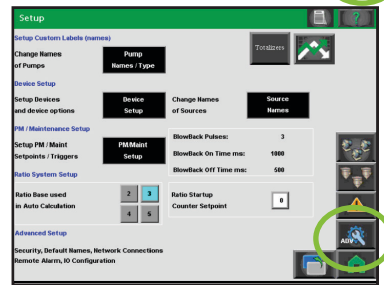 Setup
?
Setup Custom Labels (names)
Change Names
of Pumps
Pump
Names / Type
Totalizers
Device Setup
Setup Devices
and device options
Device
Setup
Change Names
of Sources
Source
Names
PM / Maintenance Setup
Setup PM / Maint
Setpoints / Triggers
PM/Maint
Setup
BlowBack Pulses: 3
BlowBack On Time ms: 1000
BlowBack Off Time ms: 500
Ratio System Setup
Ratio Base used
in Auto Calculation
2 3
4 5
Ratio Startup
Counter Setpoint
0
Advanced Setup
Security, Default Names, Network Connections
Remote Alarm, IO Configuration
ADV